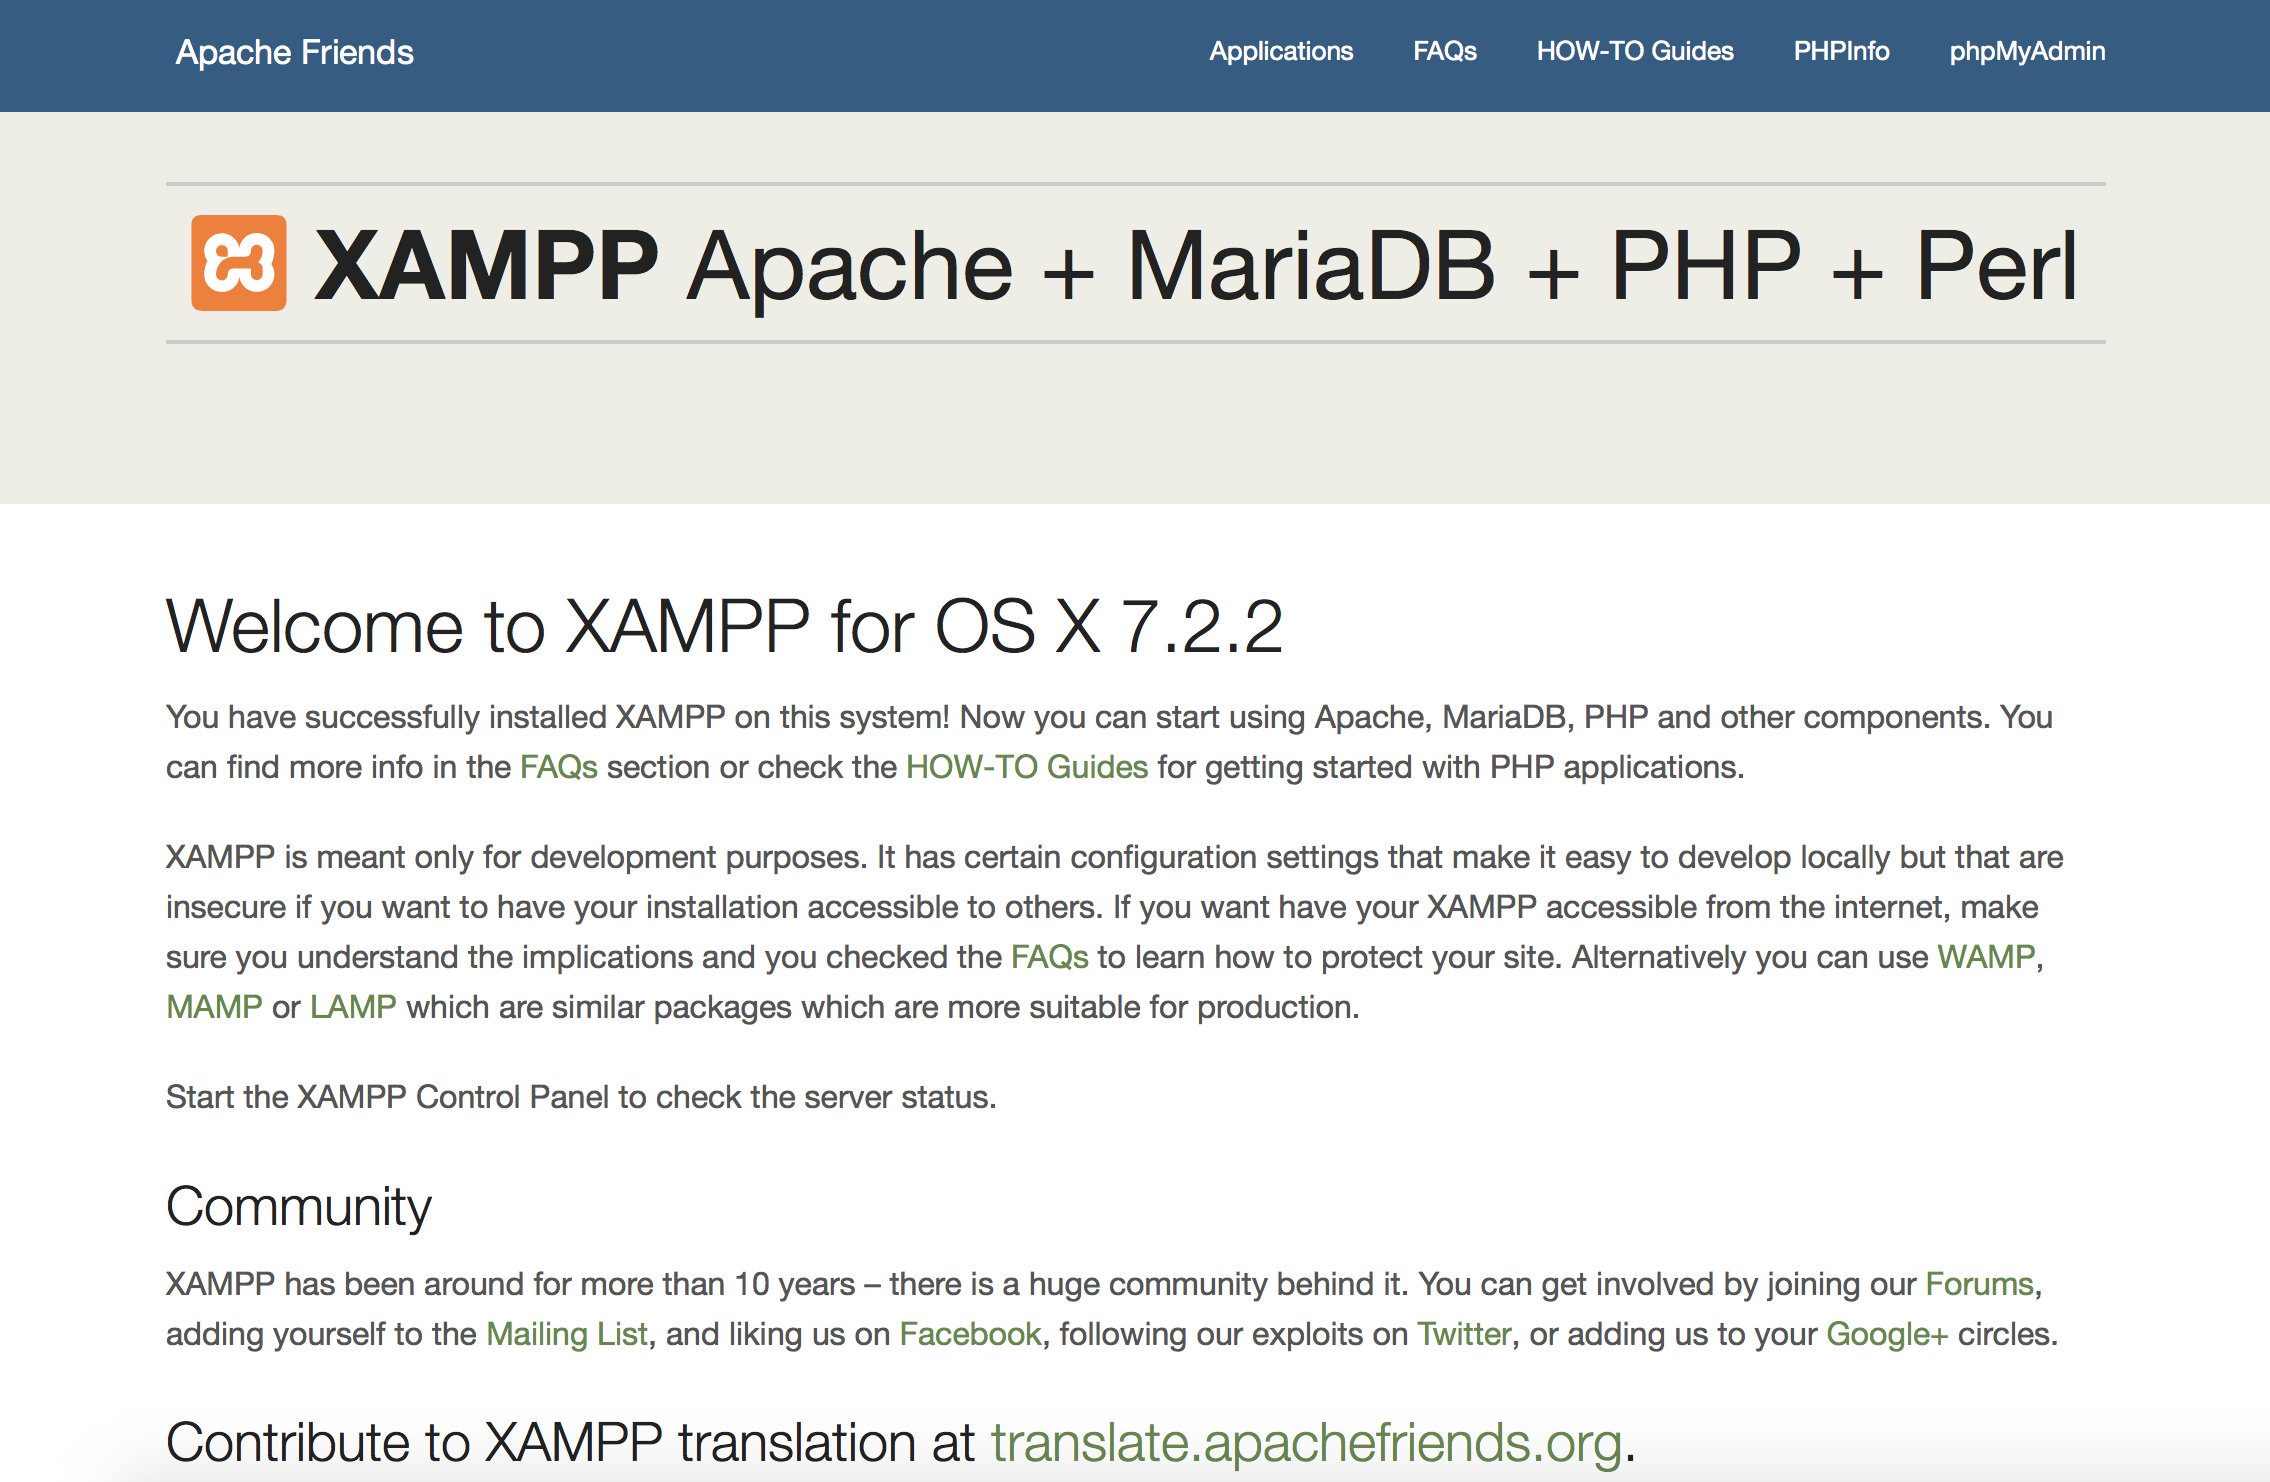 Apache Friends Applications FAQs HOW-TO Guides PHPInfo phpMyAdmin
XAMPP Apache + MariaDB + PHP + Perl
Welcome to XAMPP for OS X 7.2.2
You have successfully installed XAMPP on this system! Now you can start using Apache, MariaDB, PHP and other components. You
can find more info in the FAQs section or check the HOW-TO Guides for getting started with PHP applications.
XAMPP is meant only for development purposes. It has certain configuration settings that make it easy to develop locally but that are
insecure if you want to have your installation accessible to others. If you want have your XAMPP accessible from the internet, make
sure you understand the implications and you checked the FAQs to learn how to protect your site. Alternatively you can use WAMP,
MAMP or LAMP which are similar packages which are more suitable for production.
Start the XAMPP Control Panel to check the server status.
Community
XAMPP has been around for more than 10 years – there is a huge community behind it. You can get involved by joining our Forums,
adding yourself to the Mailing List, and liking us on Facebook, following our exploits on Twitter, or adding us to your Google+ circles.
Contribute to XAMPP translation at translate.apachefriends.org.